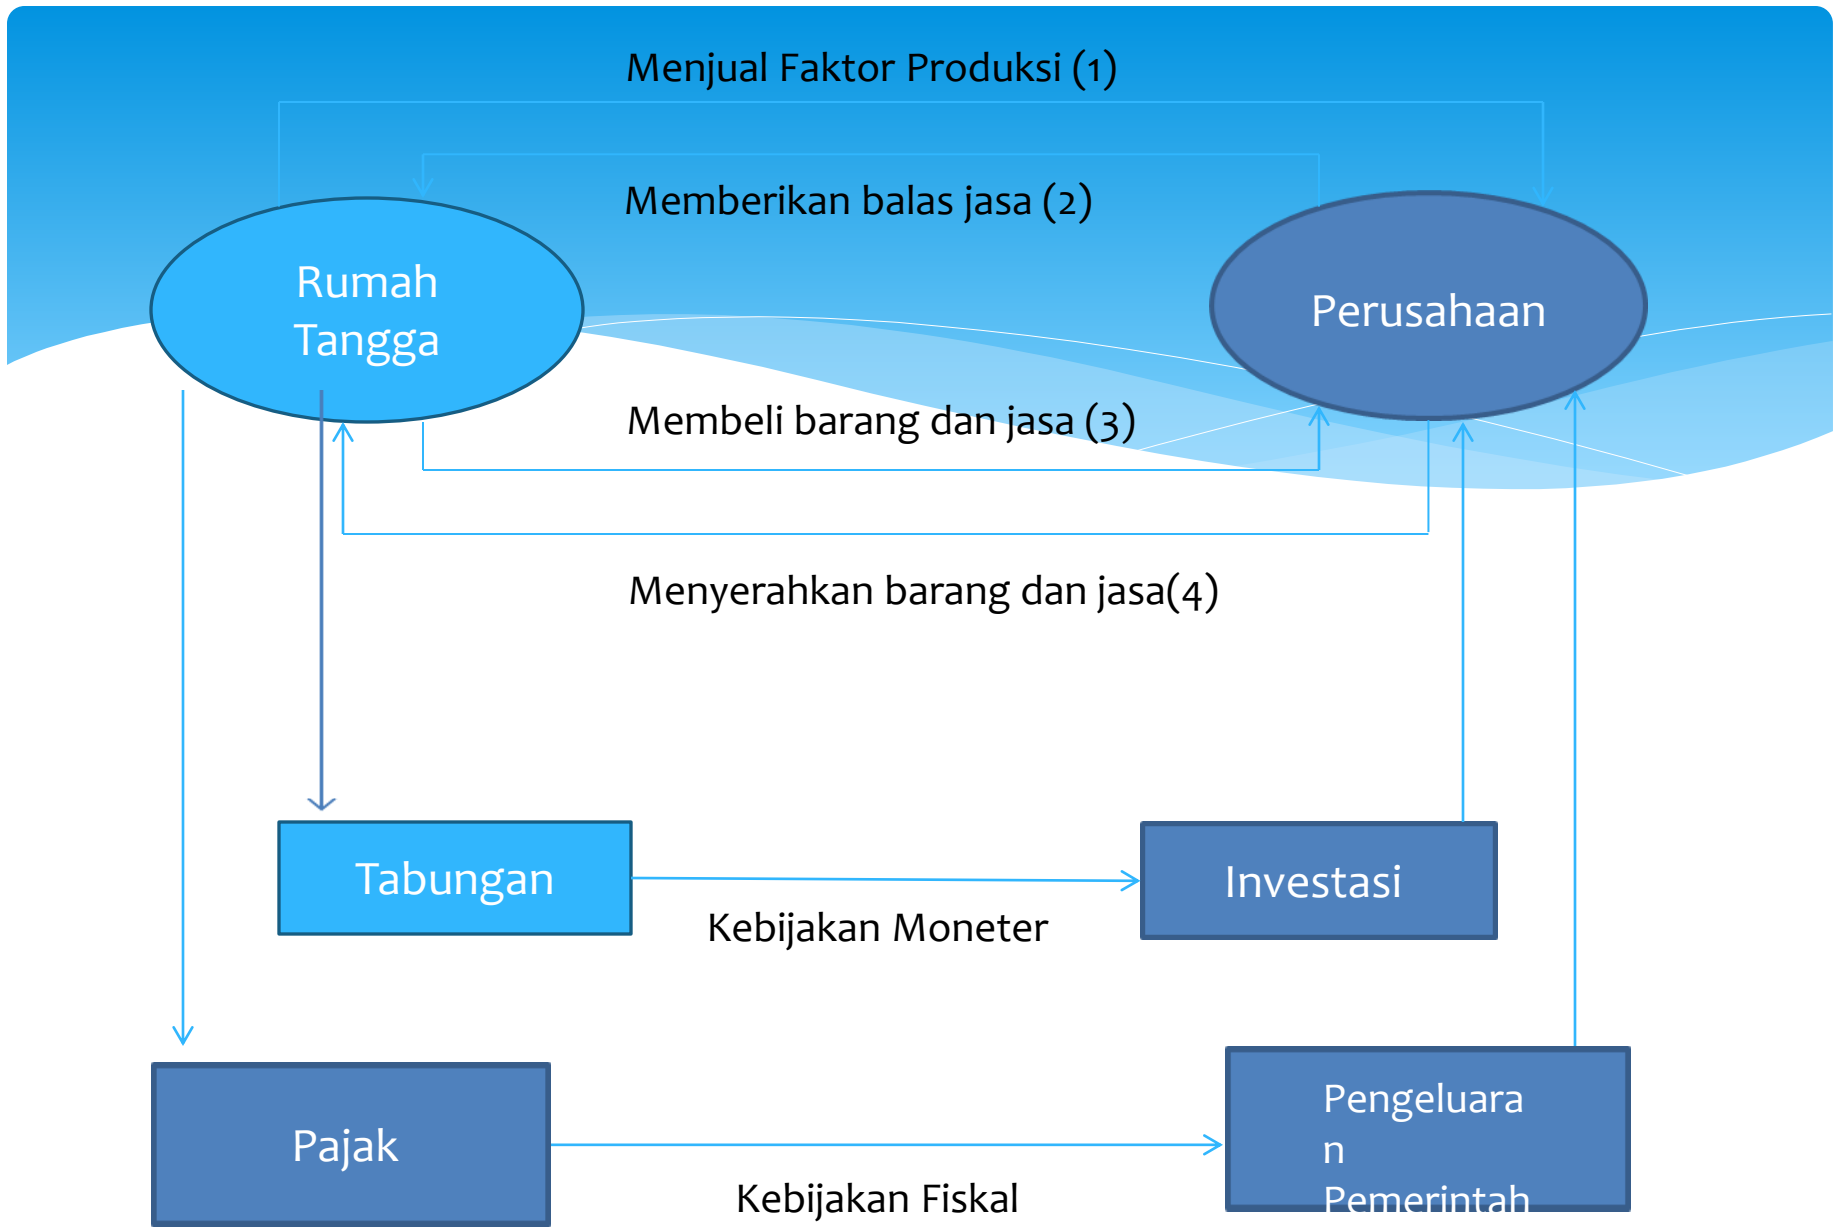 Menjual Faktor Produksi (1)
Memberikan balas jasa (2)
Rumah
Tangga
Perusahaan
Membeli barang dan jasa (3)
Menyerahkan barang dan jasa(4)
Tabungan
Investasi
Kebijakan Moneter
Pajak
Pengeluara
n
Pemerintah
Kebijakan Fiskal